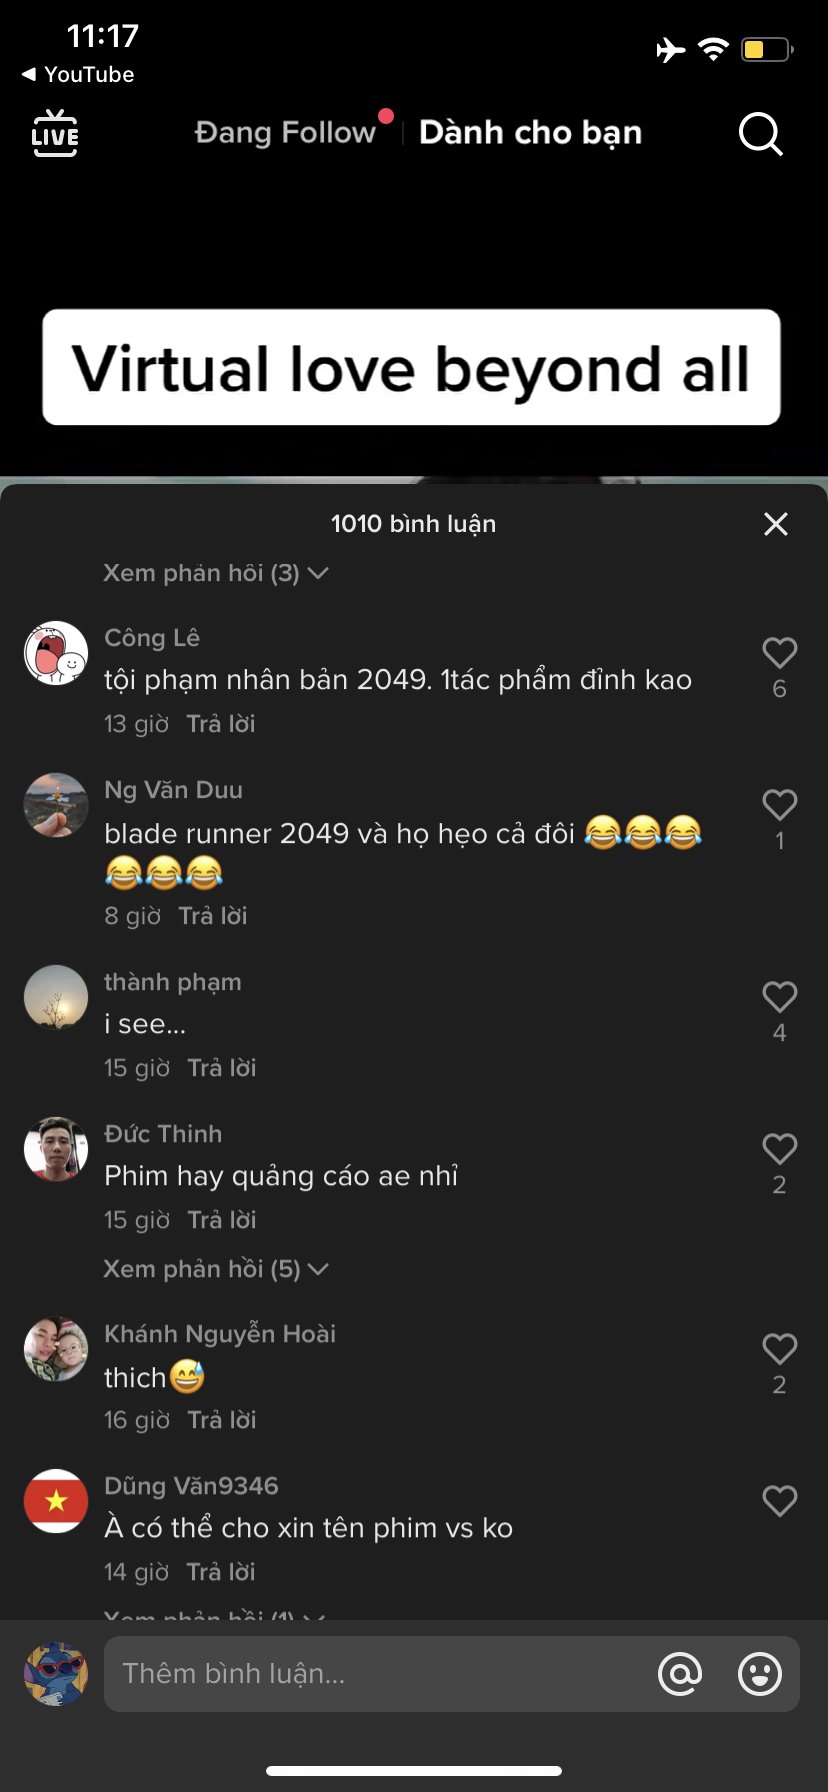 11:17
◀ YouTube
LIVE
Đang Follow
Dành cho bạn
Virtual love beyond all
1010 bình luận
Xem phản hồi (3)
Công Lê
tội phạm nhân bản 2049. 1tác phẩm đỉnh kao
6
13 giờ Trả lời
Ng Văn Duu
blade runner 2049 và họ hẹo cả đôi 😂😂😂
😂😂😂
1
8 giờ Trả lời
thành phạm
i see...
4
15 giờ Trả lời
Đức Thinh
Phim hay quảng cáo ae nhỉ
2
15 giờ Trả lời
Xem phản hồi (5)
Khánh Nguyễn Hoài
thich😅
2
16 giờ Trả lời
Dũng Văn9346
À có thể cho xin tên phim vs ko
14 giờ Trả lời
Xem phản hồi (1)
Thêm bình luận...